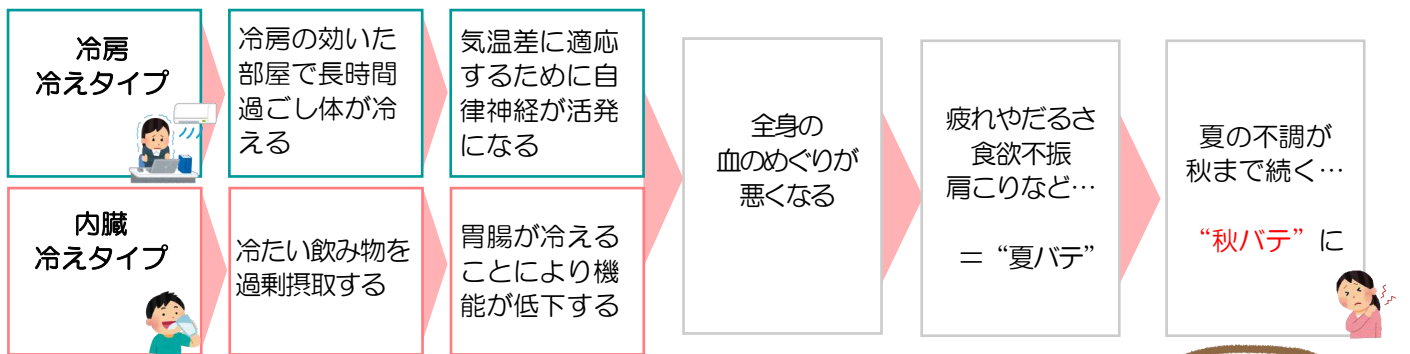 冷房
冷えタイプ
冷房の効いた
部屋で長時間
過ごし体が冷
える
気温差に適応
するために自
律神経が活発
になる
内臓
冷えタイプ
冷たい飲み物を
過剰摂取する
胃腸が冷える
ことにより機
能が低下する
全身の
血のめぐりが
悪くなる
疲れやだるさ
食欲不振
肩こりなど…
＝“夏バテ”
夏の不調が
秋まで続く…
“秋バテ”に